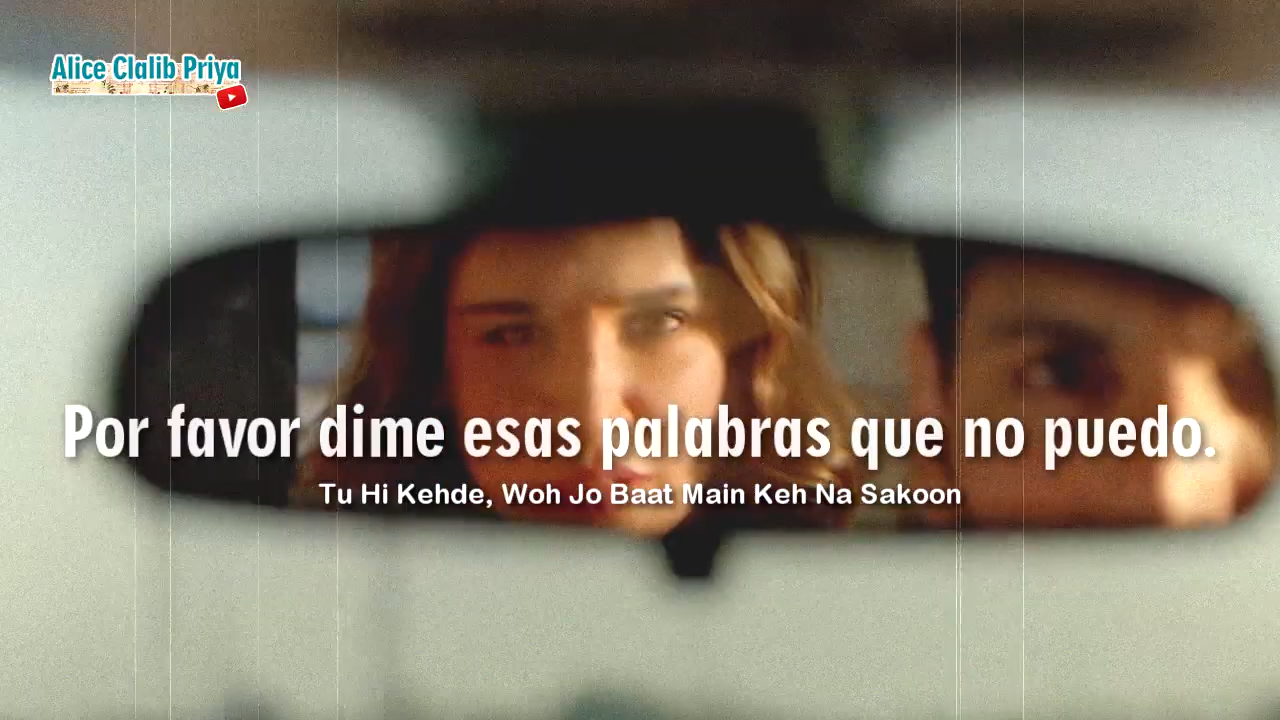 Alice Clalib Priya
Por favor dime esas palabras que no puedo.
Tu Hi Kehde, Woh Jo Baat Main Keh Na Sakoon